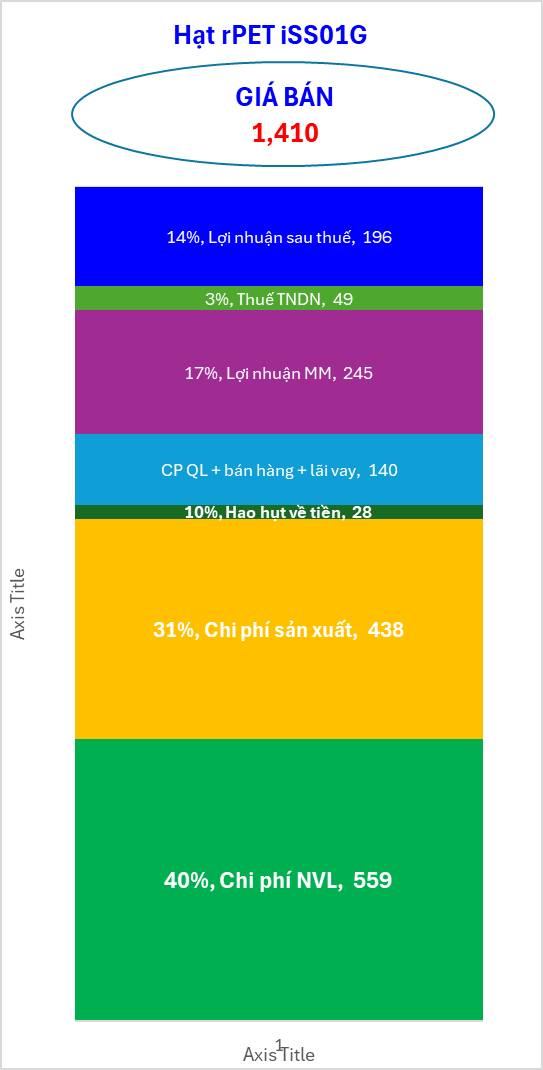 Hạt rPET iSS01G
GIÁ BÁN
1,410
14%, Lợi nhuận sau thuế, 196
3%, Thuế TNDN, 49
17%, Lợi nhuận MM, 245
CP QL + bán hàng + lãi vay, 140
10%, Hao hụt về tiền, 28
31%, Chi phí sản xuất, 438
40%, Chi phí NVL, 559
Axis Title
1
Axis Title